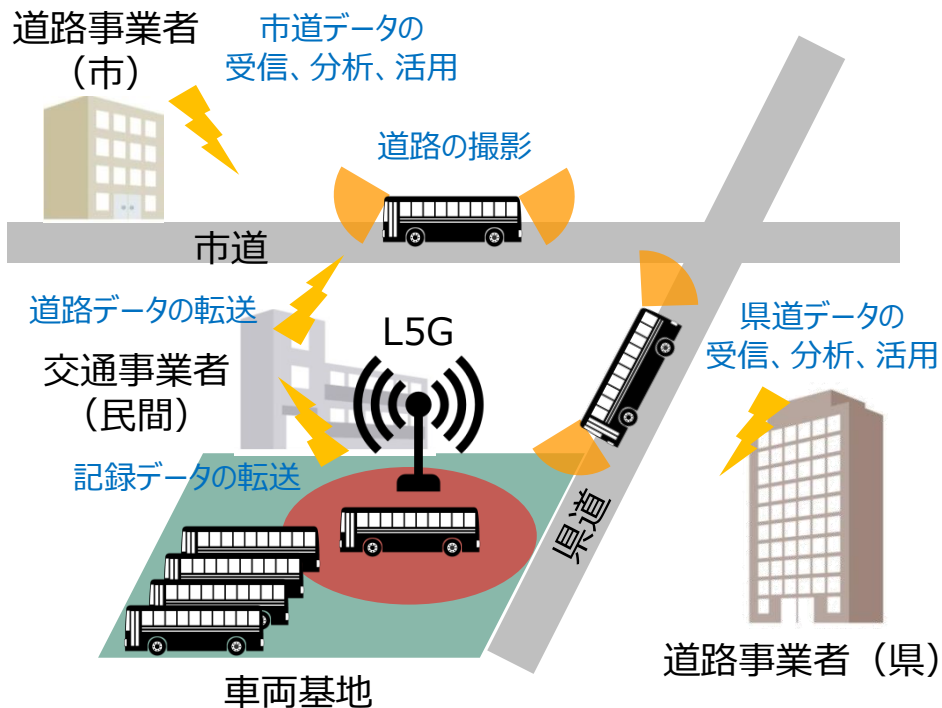 道路事業者
（市）
市道データの
受信、分析、活用
道路の撮影
市道
道路データの転送
L5G
交通事業者
（民間）
県道データの
受信、分析、活用
記録データの転送
県道
車両基地
道路事業者（県）